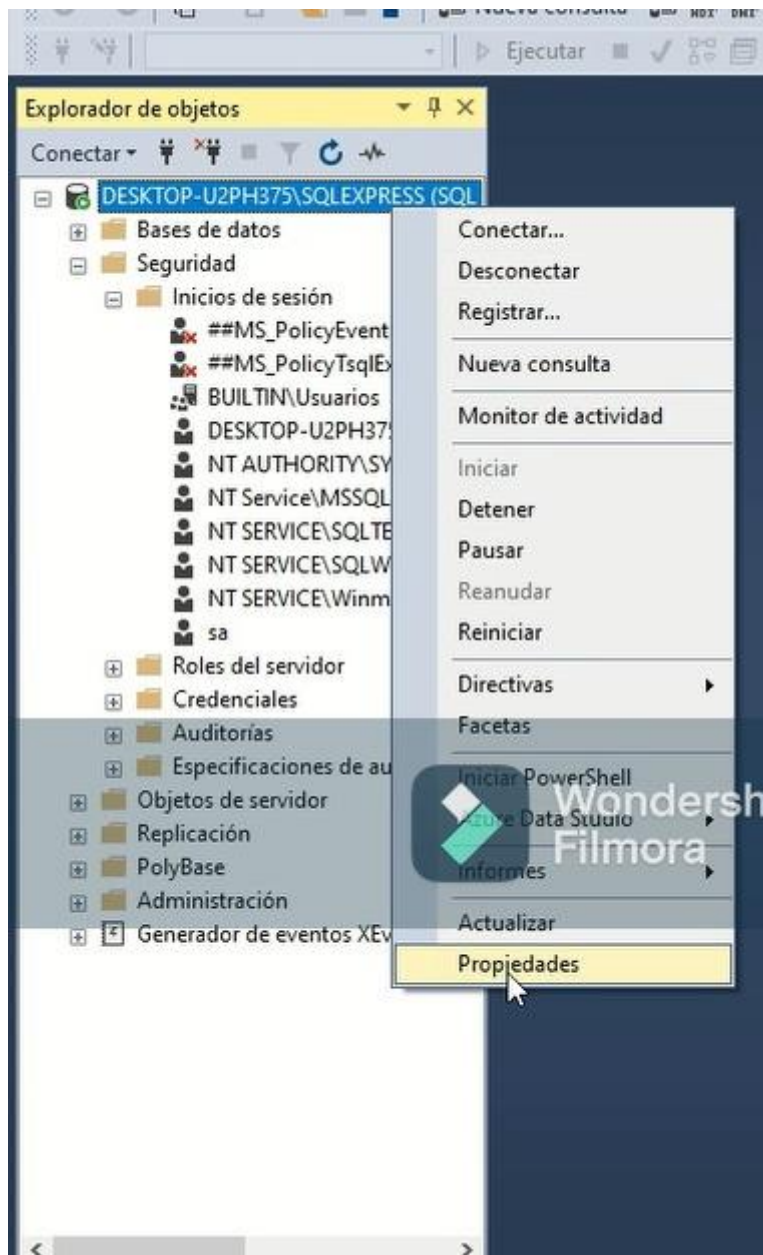 Nueva consulta
Ejecutar
Explorador de objetos
Conectar
DESKTOP-U2PH375\SQLEXPRESS (SQL
Bases de datos
Seguridad
Inicios de sesión
##MS_PolicyEvent
##MS_PolicyTsqlEx
BUILTIN\Usuarios
DESKTOP-U2PH37
NT AUTHORITY\SY
NT Service\MSSQL
NT SERVICE\SQLTE
NT SERVICE\SQLW
NT SERVICE\Winm
sa
Roles del servidor
Credenciales
Auditorías
Especificaciones de au
Objetos de servidor
Replicación
PolyBase
Administración
Generador de eventos XEv
Conectar...
Desconectar
Registrar...
Nueva consulta
Monitor de actividad
Iniciar
Detener
Pausar
Reanudar
Reiniciar
Directivas
Facetas
Iniciar PowerShell
Azure Data Studio
Informes
Actualizar
Propiedades
Wondersh
Filmora